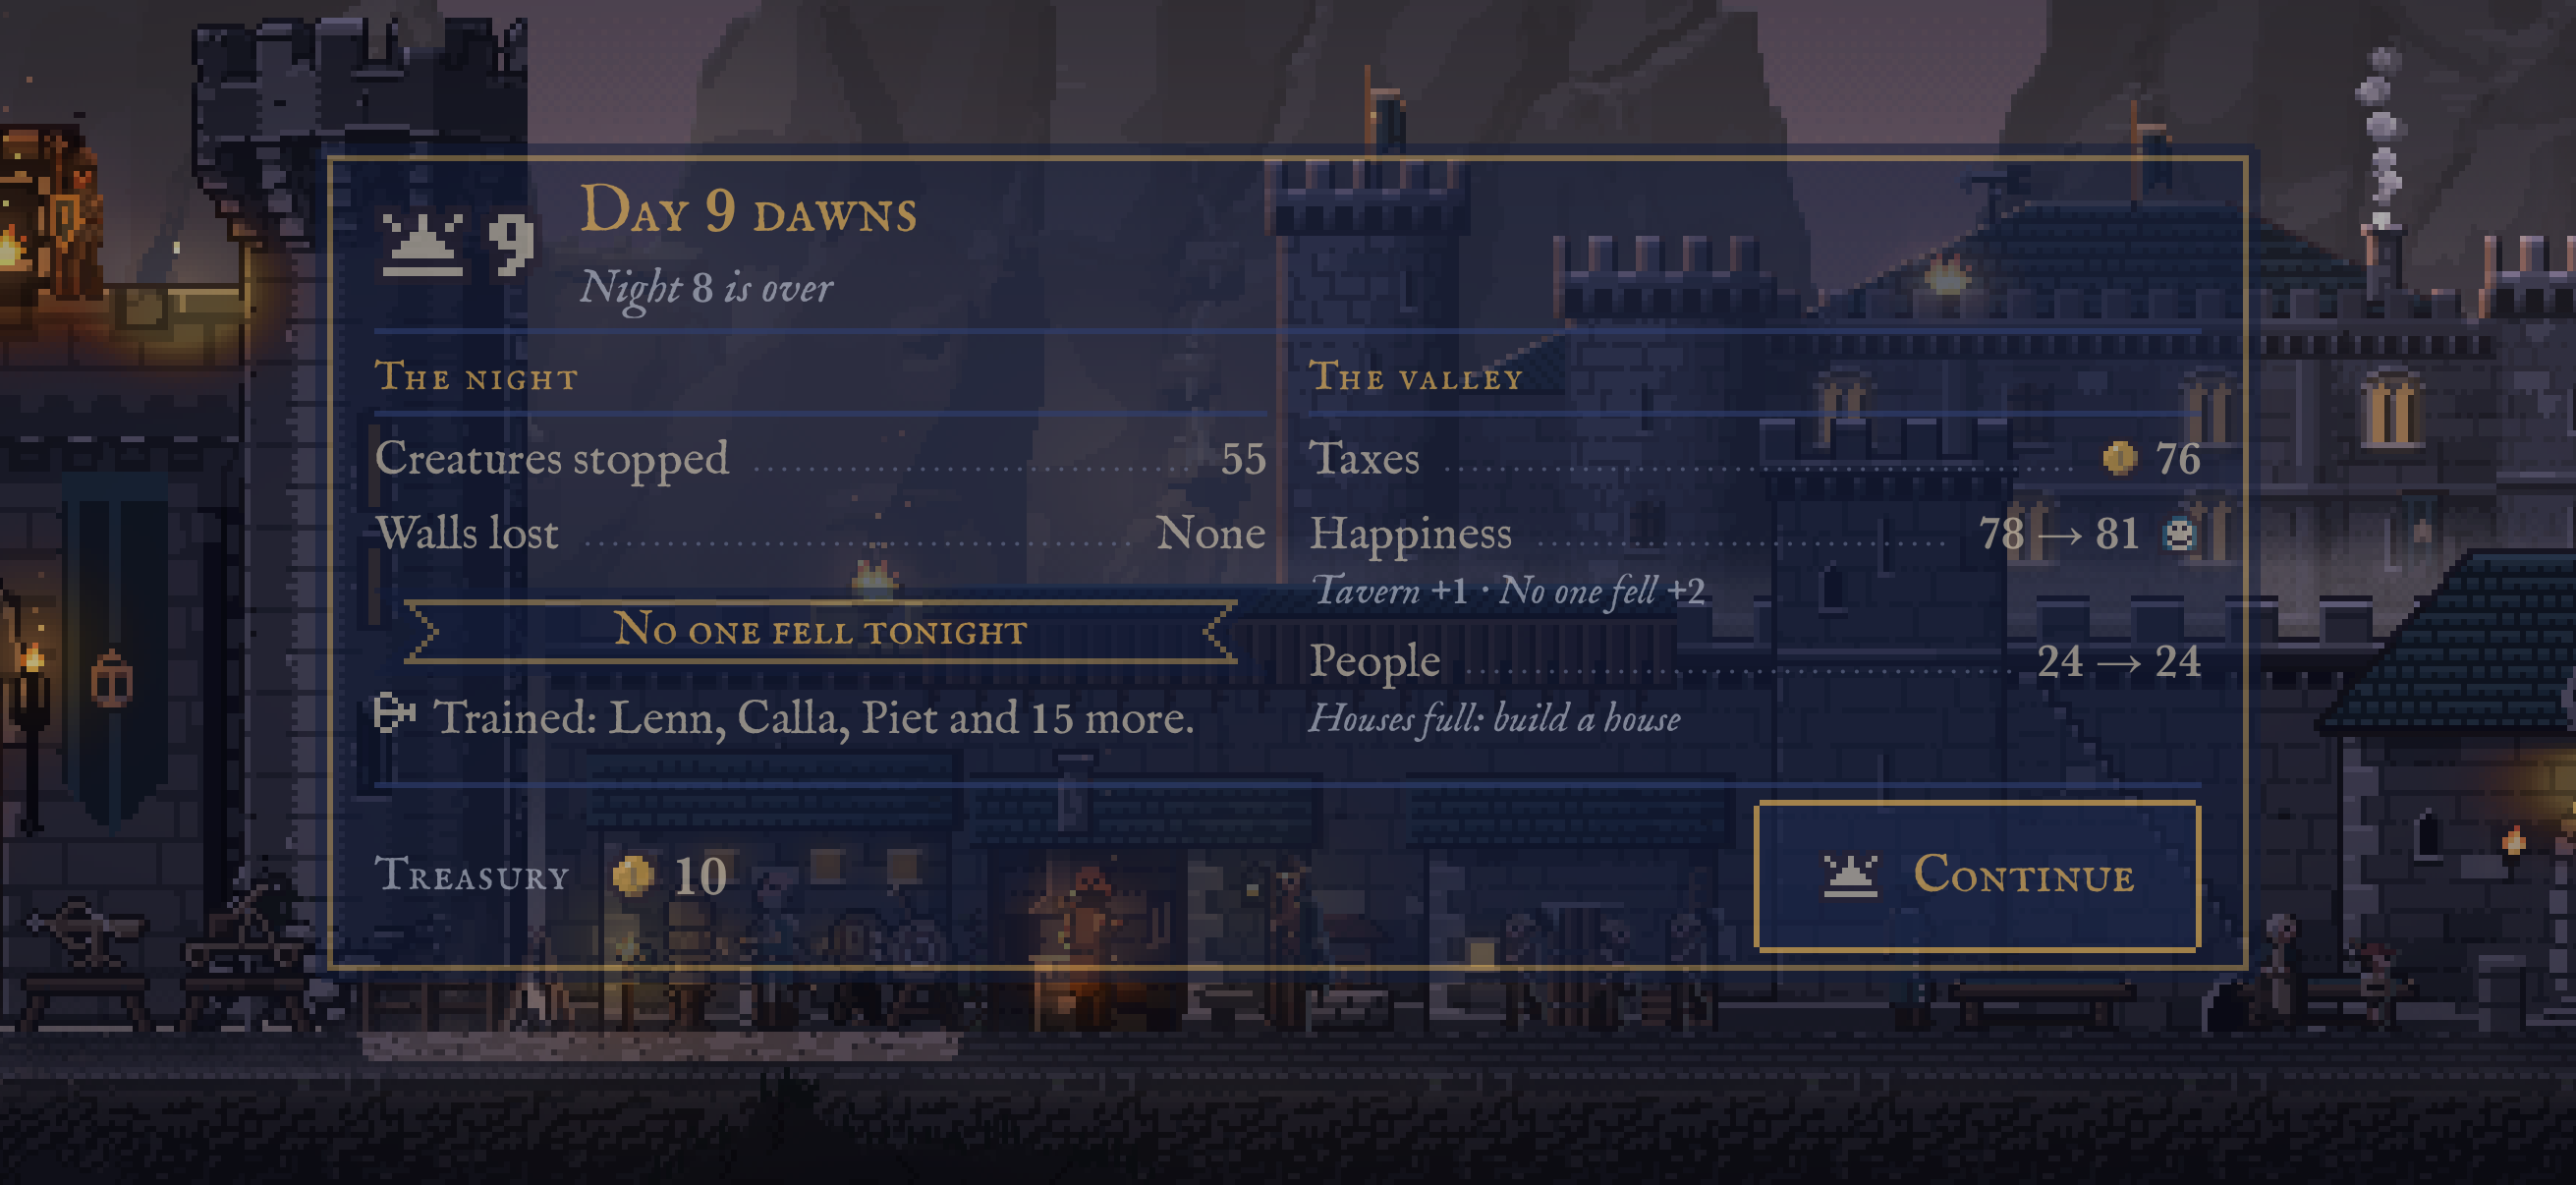 9
Day 9 dawns
Night 8 is over
The night
Creatures stopped 55
Walls lost None
No one fell tonight
Trained: Lenn, Calla, Piet and 15 more.
The valley
Taxes 76
Happiness 78 → 81
Tavern +1 · No one fell +2
People 24 → 24
Houses full: build a house
Treasury 10
Continue